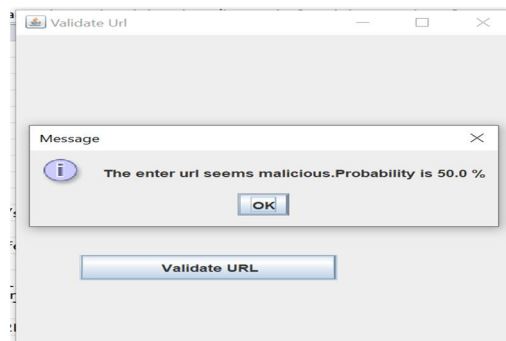 Validate Url
Message
The enter url seems malicious.Probability is 50.0 %
OK
Validate URL